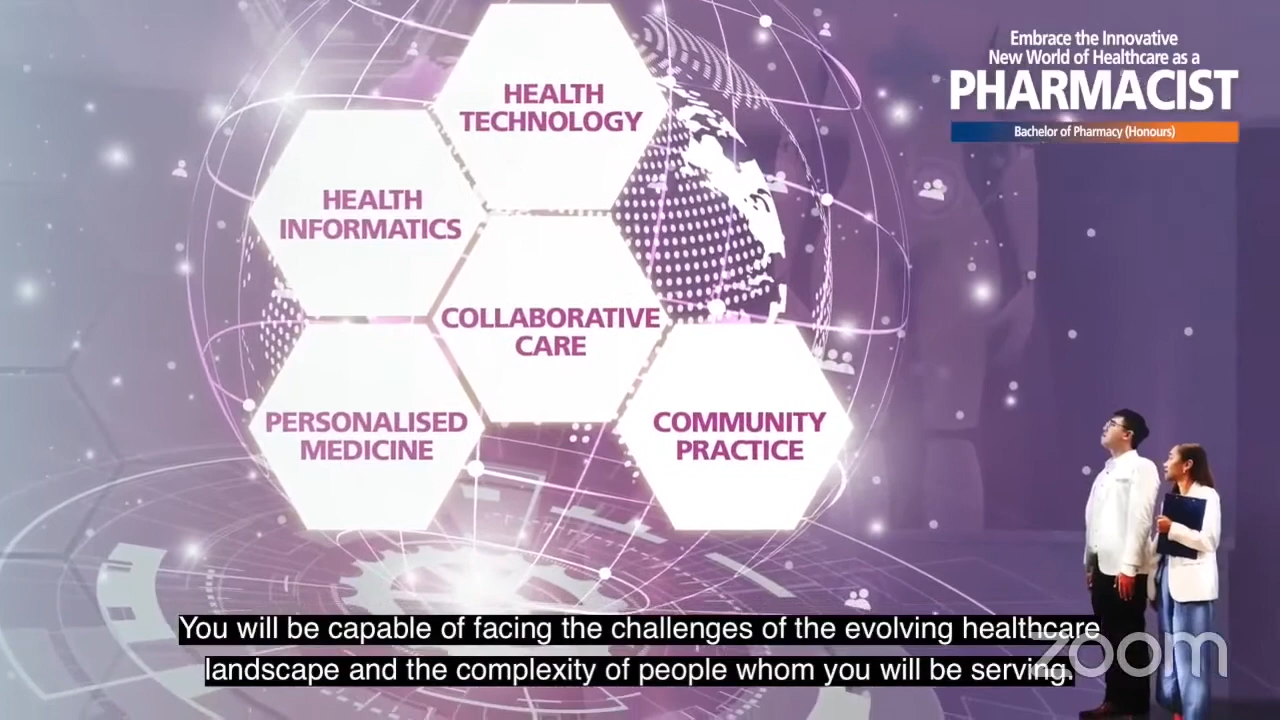 Embrace the Innovative
New World of Healthcare as a
PHARMACIST
Bachelor of Pharmacy (Honours)
HEALTH
TECHNOLOGY
HEALTH
INFORMATICS
COLLABORATIVE
CARE
PERSONALISED
MEDICINE
COMMUNITY
PRACTICE
You will be capable of facing the challenges of the evolving healthcare
landscape and the complexity of people whom you will be serving.
zoom